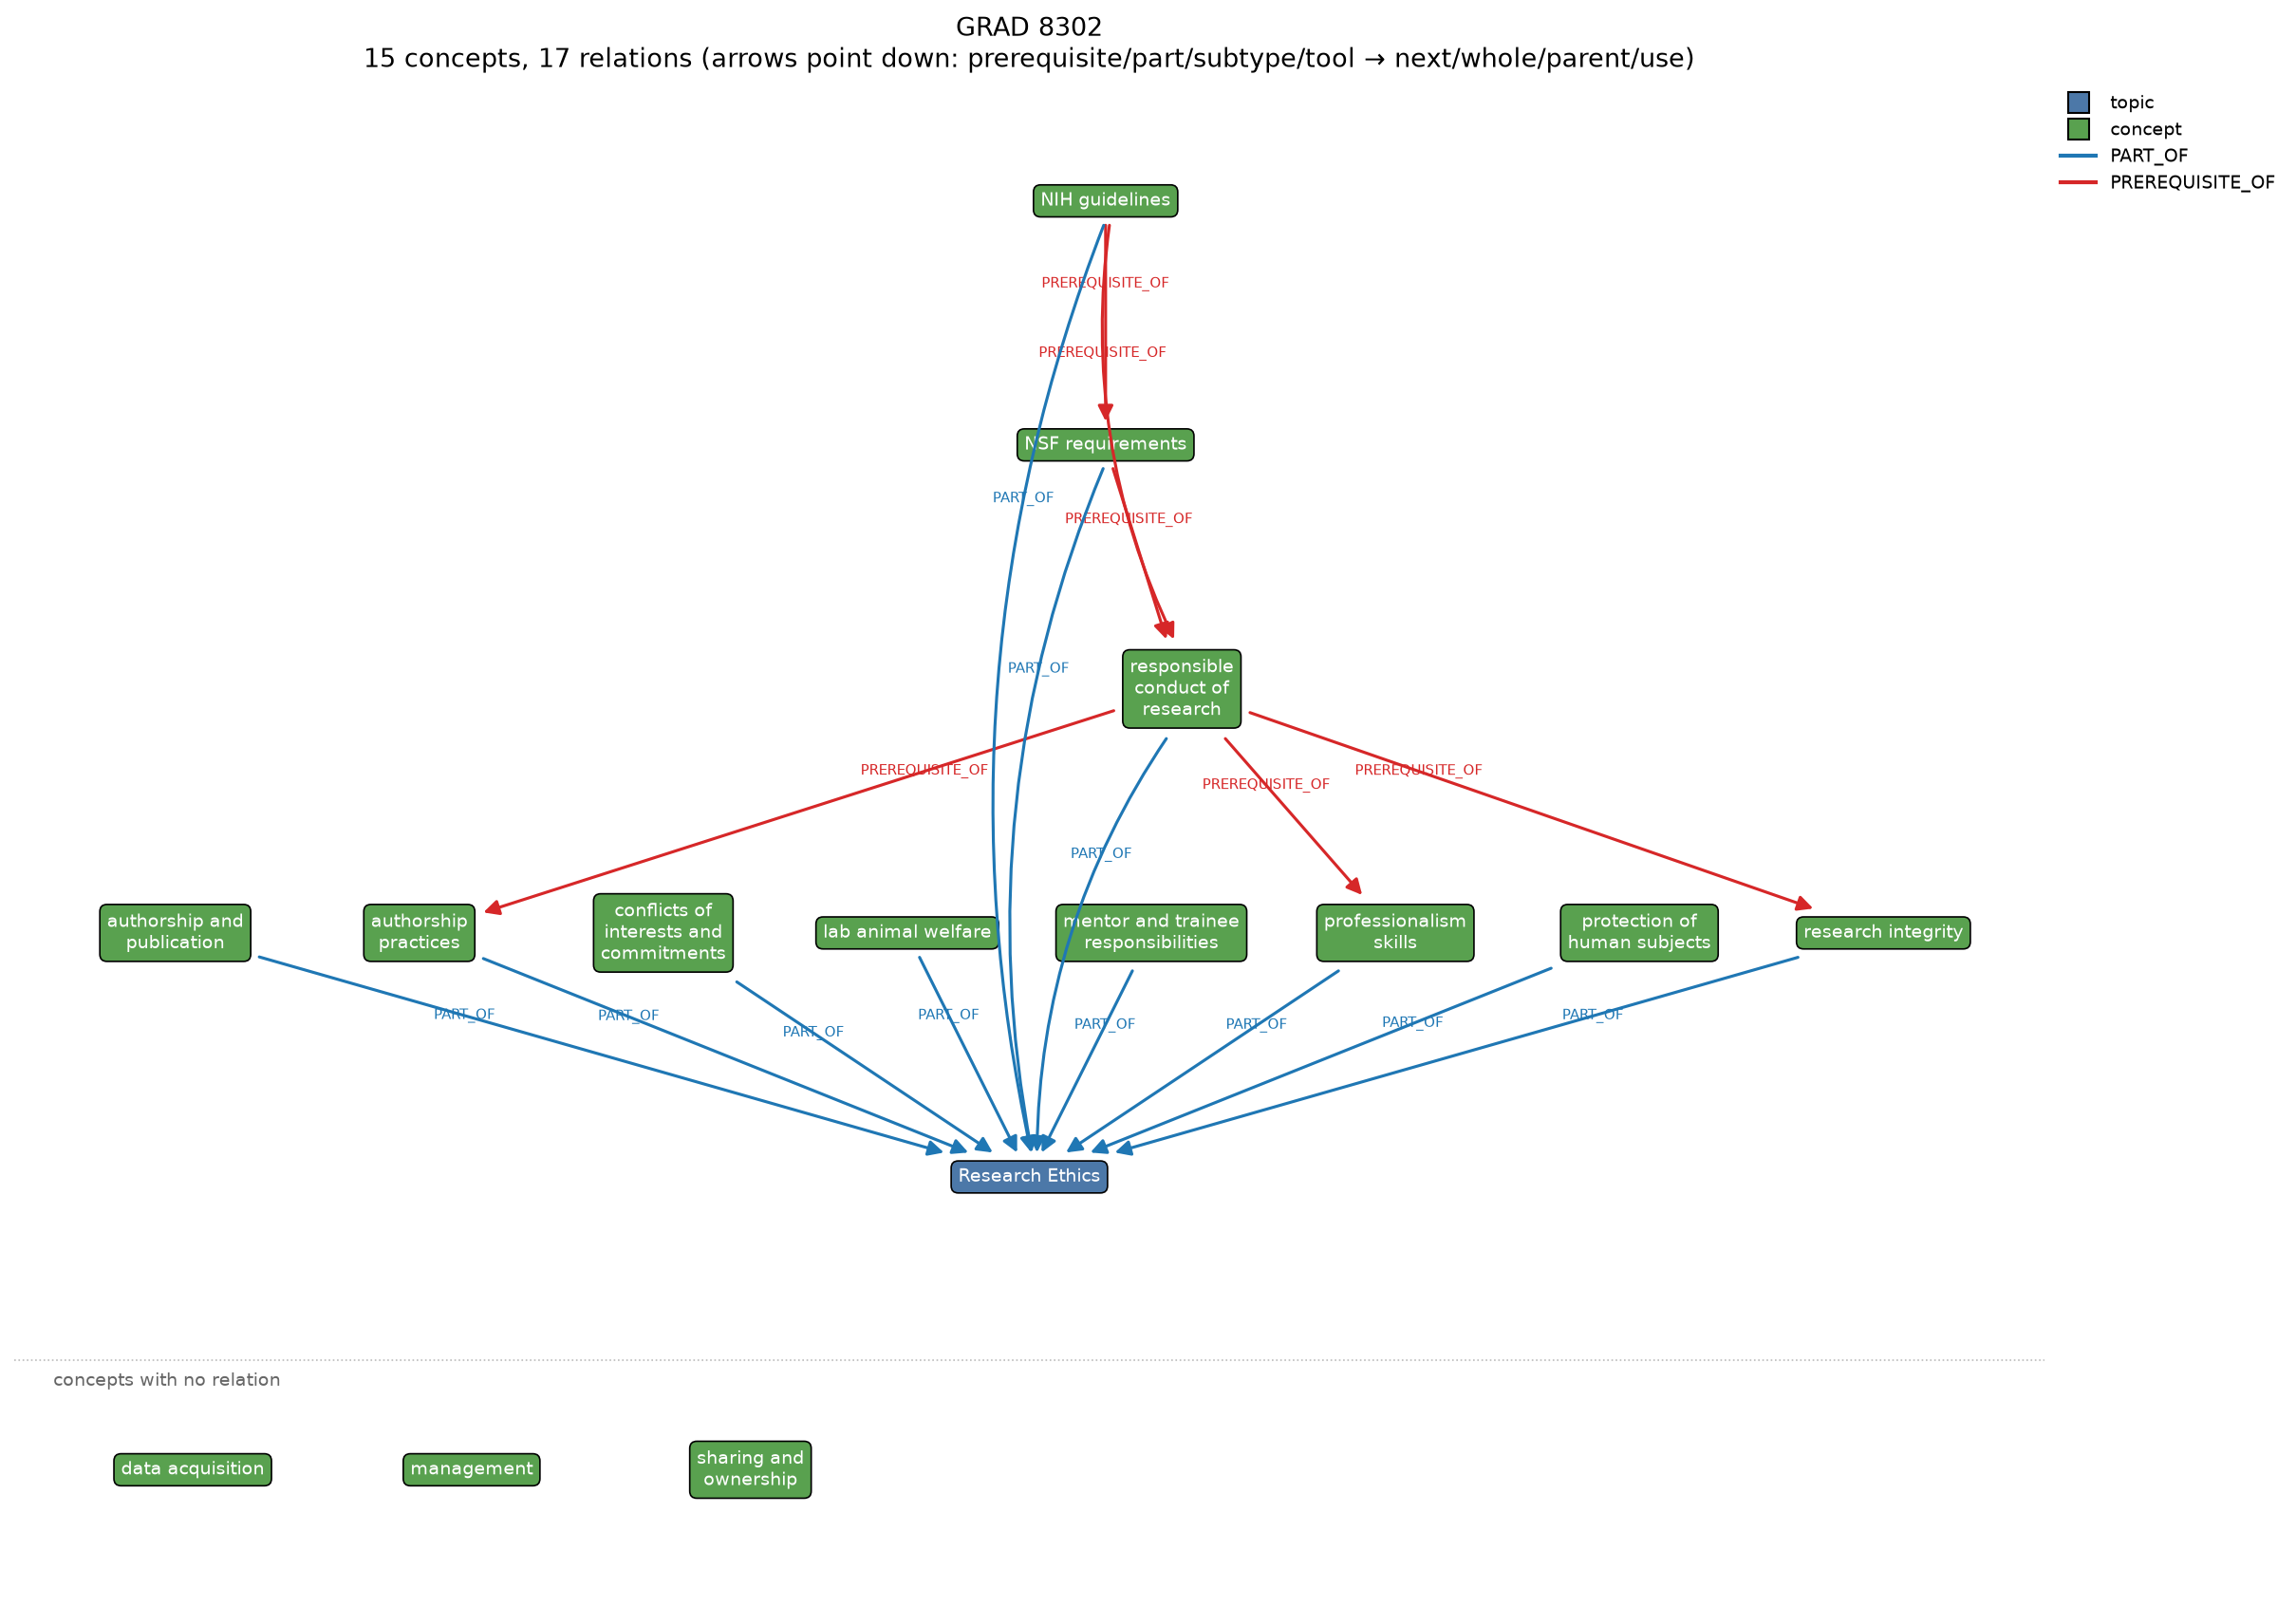 GRAD 8302
15 concepts, 17 relations (arrows point down: prerequisite/part/subtype/tool → next/whole/parent/use)
topic
concept
PART_OF
PREREQUISITE_OF
NIH guidelines
PREREQUISITE_OF
PREREQUISITE_OF
NSF requirements
PART_OF
PREREQUISITE_OF
PART_OF
responsible
conduct of
research
PREREQUISITE_OF
PREREQUISITE_OF
PREREQUISITE_OF
PART_OF
authorship and
publication
authorship
practices
conflicts of
interests and
commitments
lab animal welfare
mentor and trainee
responsibilities
professionalism
skills
protection of
human subjects
research integrity
PART_OF
PART_OF
PART_OF
PART_OF
PART_OF
PART_OF
PART_OF
PART_OF
Research Ethics
concepts with no relation
data acquisition
management
sharing and
ownership